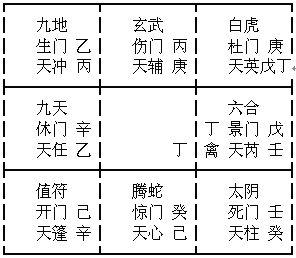 九地 玄武 白虎
生门 乙 伤门 丙 杜门 庚
天冲 丙 天辅 庚 天英戊丁
九天 六合
休门 辛 丁 景门 戊
天任 乙 丁 禽 天芮 壬
值符 腾蛇 太阴
开门 己 惊门 癸 死门 壬
天蓬 辛 天心 己 天柱 癸